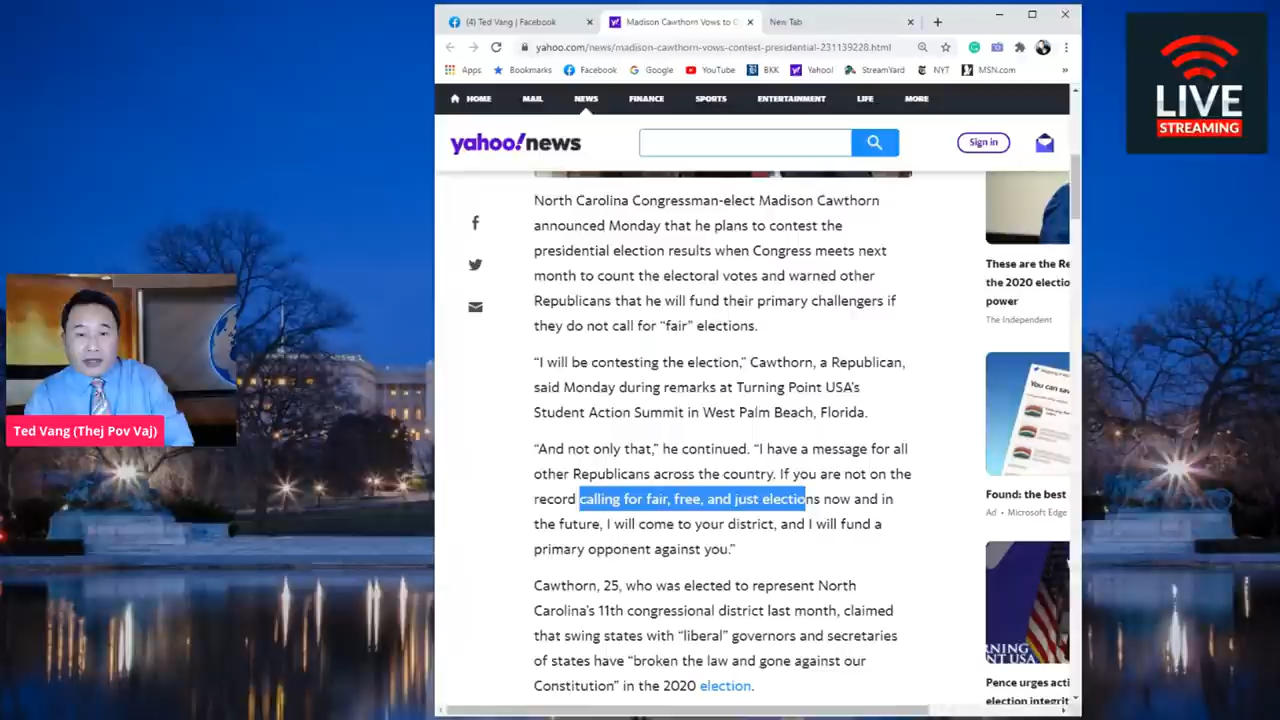 (4) Ted Vang | Facebook
Madison Cawthorn Vows to C
New Tab
yahoo.com/news/madison-cawthorn-vows-contest-presidential-231139228.html
Apps Bookmarks Facebook Google YouTube BKK Yahoo! StreamYard NYT MSN.com »
HOME MAIL NEWS FINANCE SPORTS ENTERTAINMENT LIFE MORE
yahoo!news
Sign in
North Carolina Congressman-elect Madison Cawthorn
announced Monday that he plans to contest the
presidential election results when Congress meets next
month to count the electoral votes and warned other
Republicans that he will fund their primary challengers if
they do not call for “fair” elections.
“I will be contesting the election,” Cawthorn, a Republican,
said Monday during remarks at Turning Point USA’s
Student Action Summit in West Palm Beach, Florida.
“And not only that,” he continued. “I have a message for all
other Republicans across the country. If you are not on the
record calling for fair, free, and just elections now and in
the future, I will come to your district, and I will fund a
primary opponent against you.”
Cawthorn, 25, who was elected to represent North
Carolina’s 11th congressional district last month, claimed
that swing states with “liberal” governors and secretaries
of states have “broken the law and gone against our
Constitution” in the 2020 election.
These are the Re
the 2020 electio
power
The Independent
You can sav
Found: the best
Ad • Microsoft Edge
NING
NT USA
Pence urges acti
election integrit
LIVE
STREAMING
Ted Vang (Thej Pov Vaj)